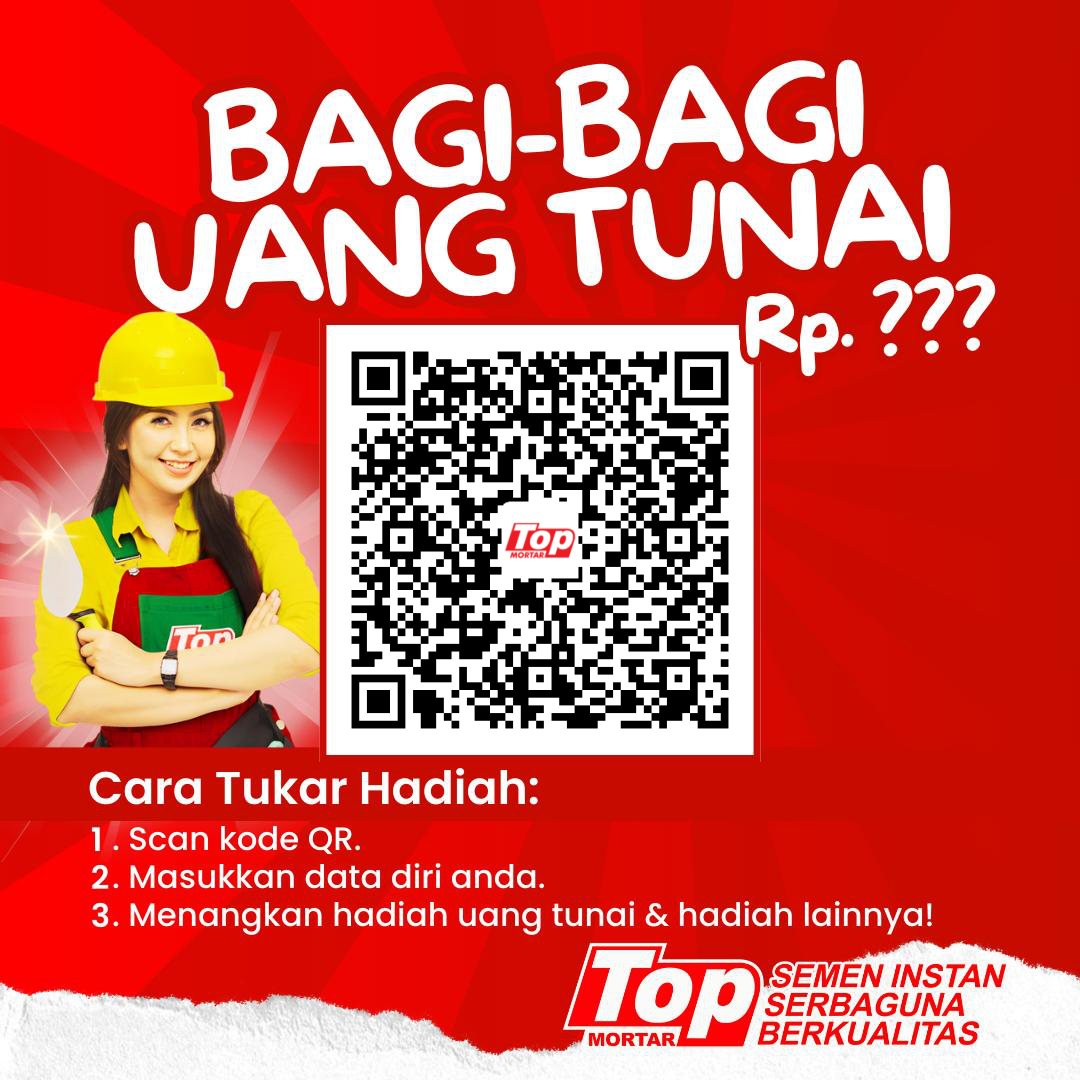 BAGI-BAGI
UANG TUNAI
Rp. ???
Top
MORTAR
Top
Cara Tukar Hadiah:
1. Scan kode QR.
2. Masukkan data diri anda.
3. Menangkan hadiah uang tunai & hadiah lainnya!
Top
MORTAR
SEMEN INSTAN
SERBAGUNA
BERKUALITAS